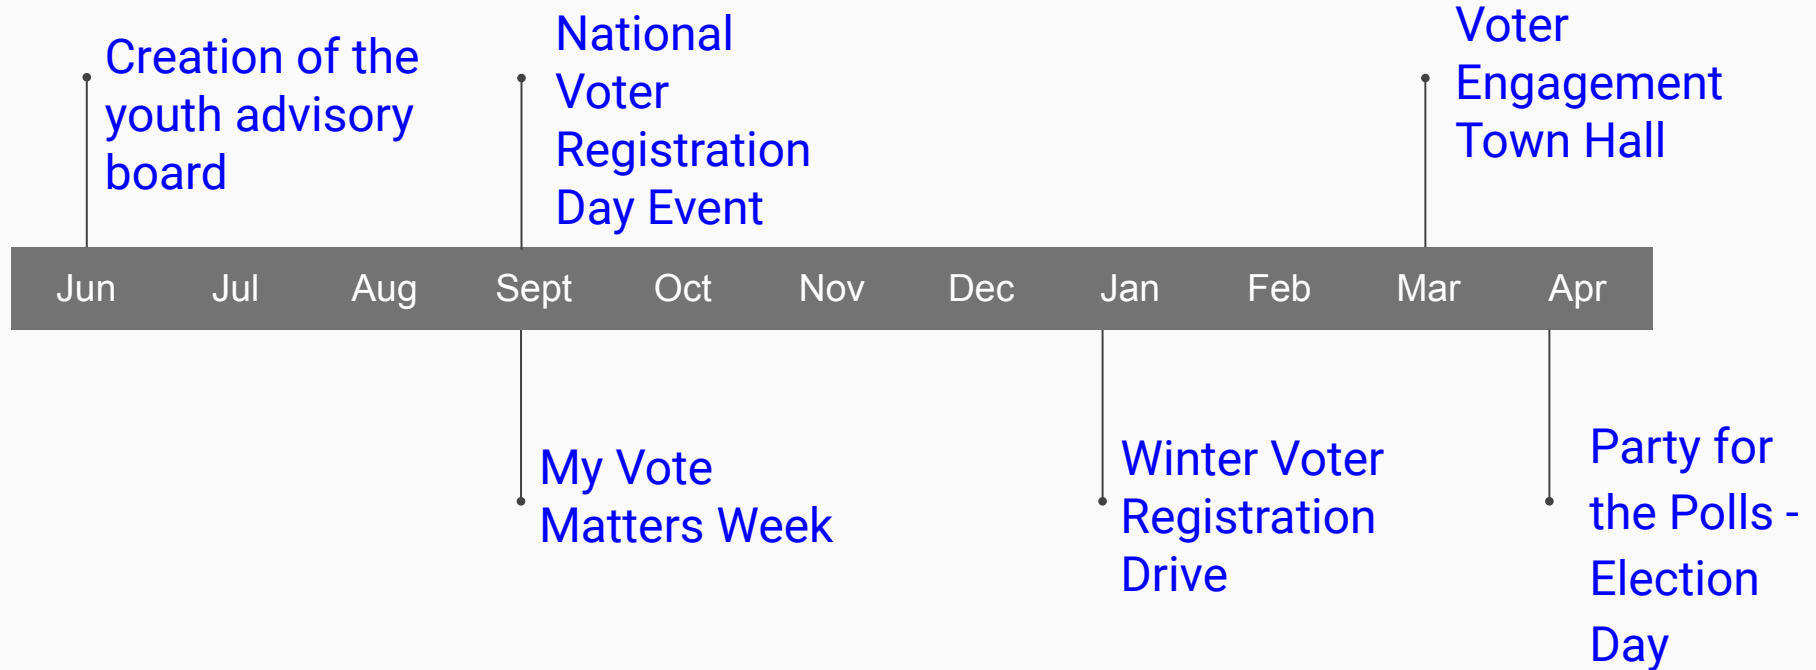 Creation of the
youth advisory
board
National
Voter
Registration
Day Event
Voter
Engagement
Town Hall
Jun Jul Aug Sept Oct Nov Dec Jan Feb Mar Apr
My Vote
Matters Week
Winter Voter
Registration
Drive
Party for
the Polls -
Election
Day